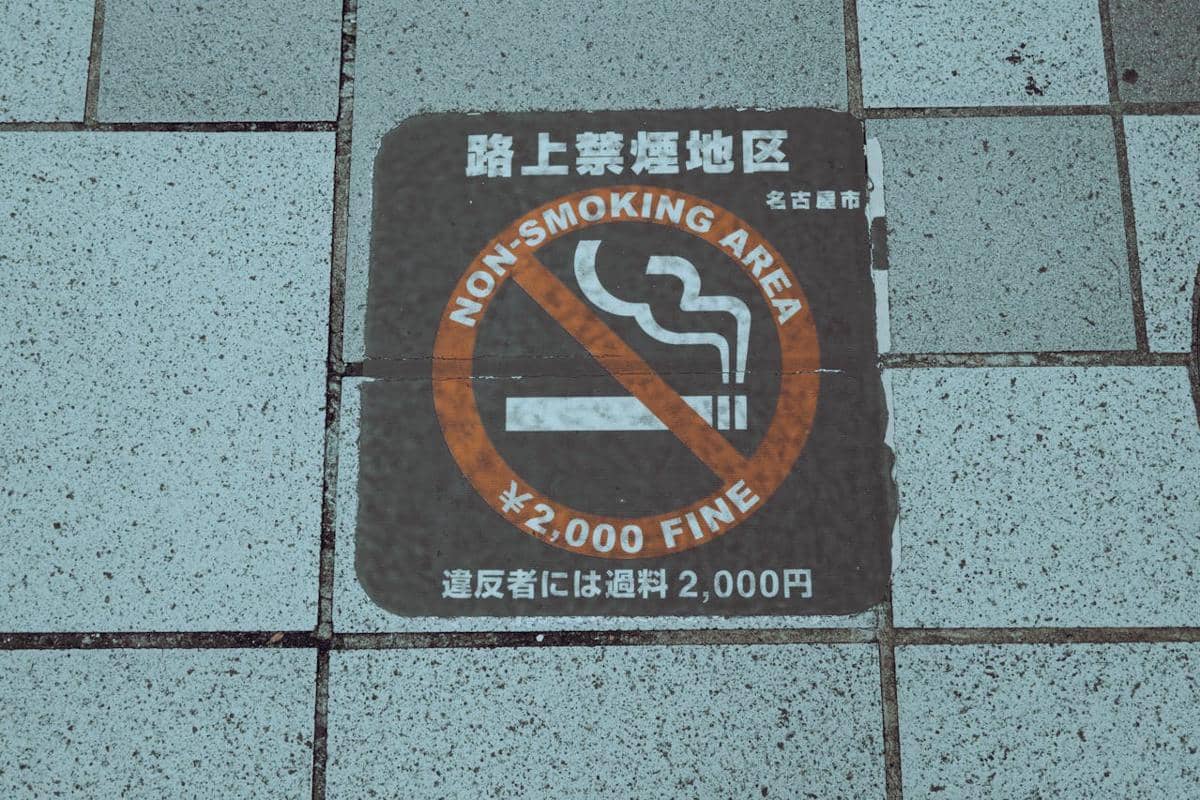 路上禁煙地区
名古屋市
NON-SMOKING AREA
¥2,000 FINE
違反者には過料 2,000円